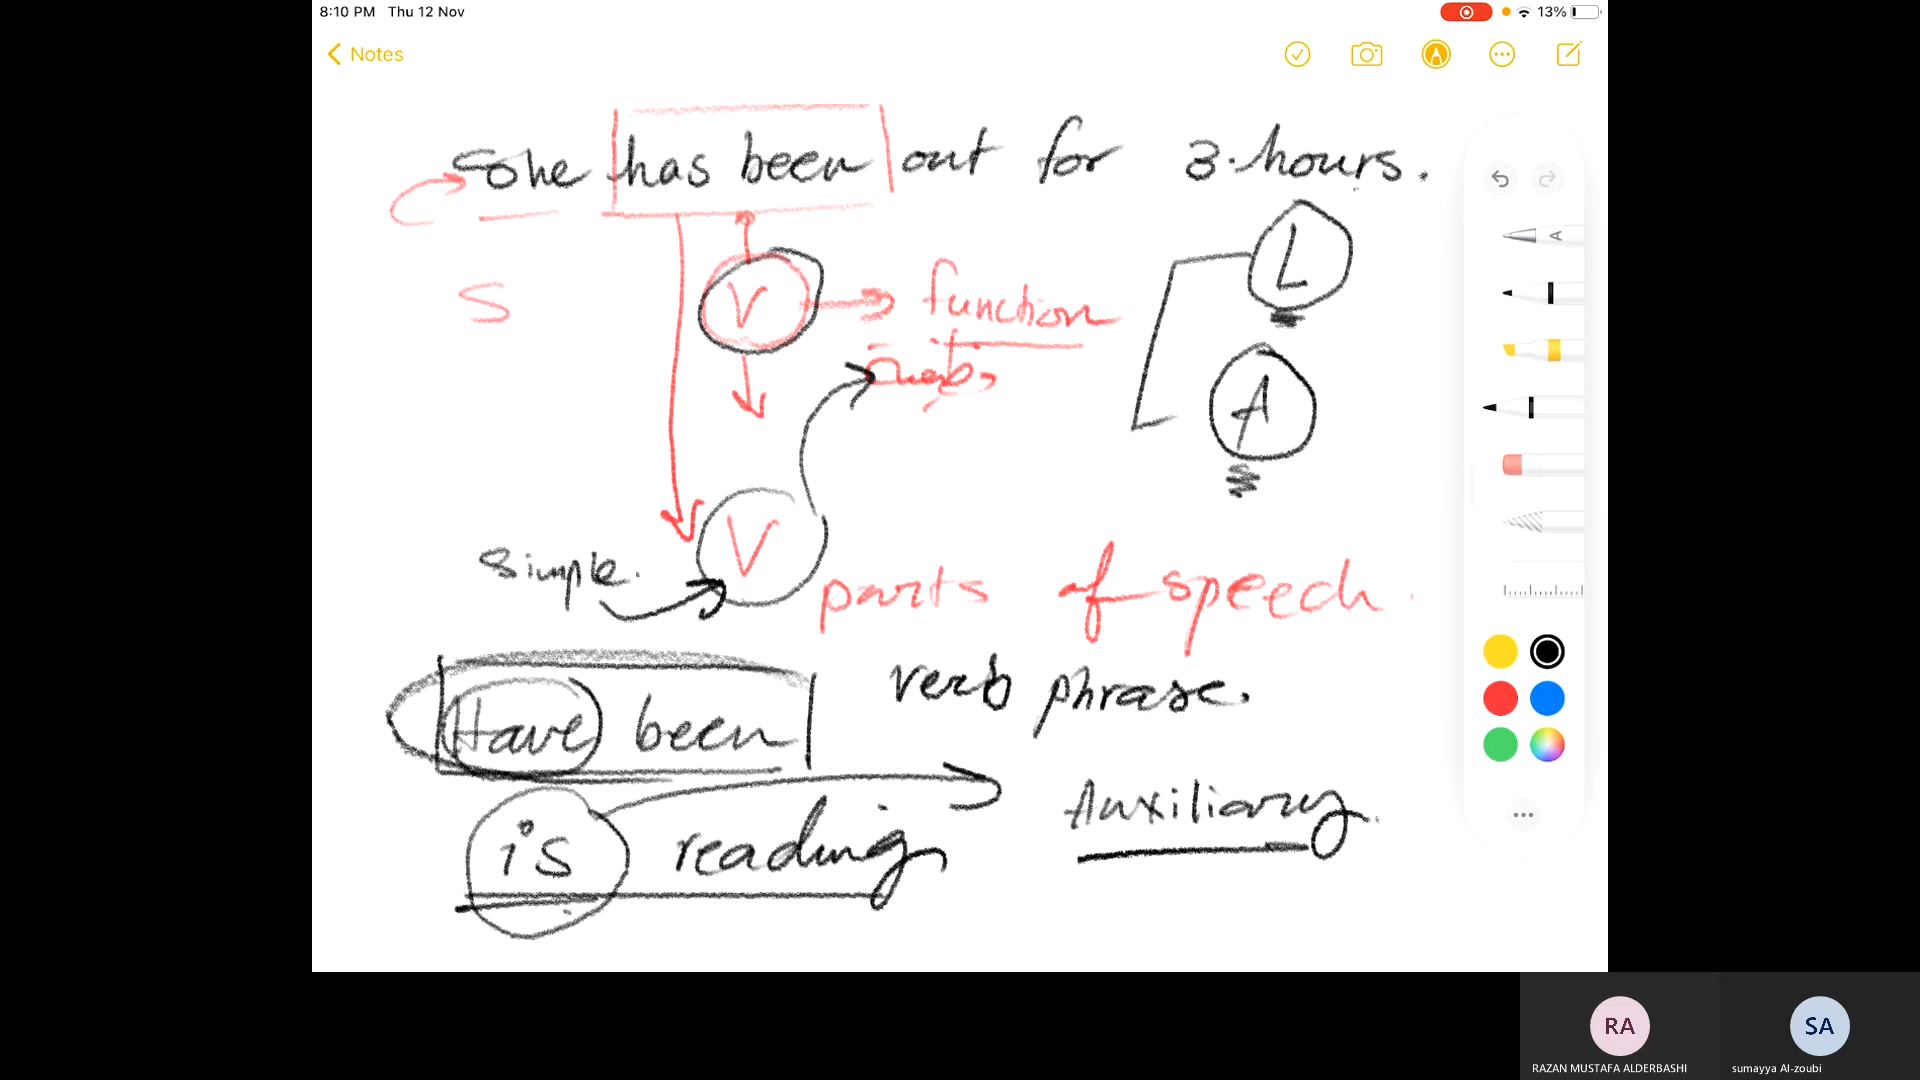 8:10 PM Thu 12 Nov
13%
Notes
She has been out for 3 hours.
L
S
V
function
A
V
simple.
parts of speech.
verb phrase.
Have been
Auxiliary.
is reading
RA
SA
RAZAN MUSTAFA ALDERBASHI
sumayya Al-zoubi